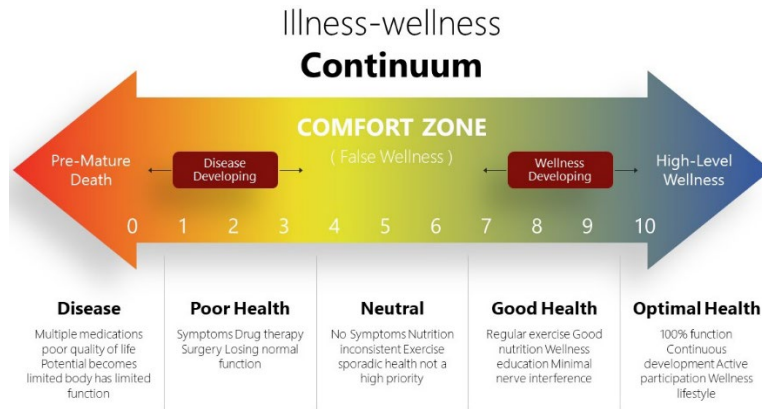 Illness-wellness
Continuum
COMFORT ZONE
( False Wellness )
Pre-Mature
Death
Disease
Developing
Wellness
Developing
High-Level
Wellness
0 1 2 3 4 5 6 7 8 9 10
Disease
Multiple medications
poor quality of life
Potential becomes
limited body has limited
function
Poor Health
Symptoms Drug therapy
Surgery Losing normal
function
Neutral
No Symptoms Nutrition
inconsistent Exercise
sporadic health not a
high priority
Good Health
Regular exercise Good
nutrition Wellness
education Minimal
nerve interference
Optimal Health
100% function
Continuous
development Active
participation Wellness
lifestyle